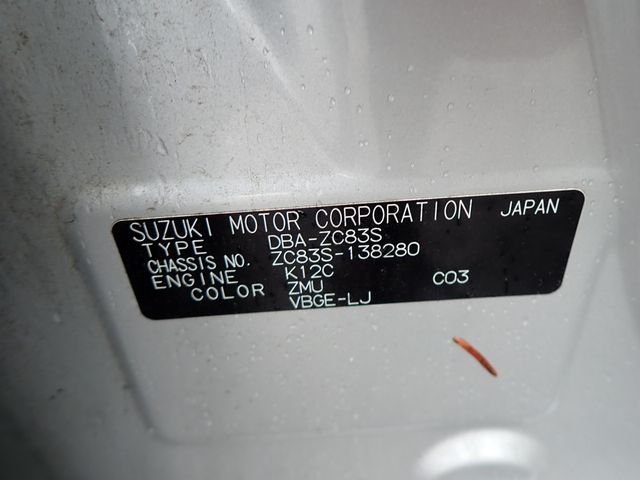 SUZUKI MOTOR CORPORATION JAPAN
TYPE DBA-ZC83S
CHASSIS NO. ZC83S-138280
ENGINE K12C
COLOR ZMU C03
VBGE-LJ